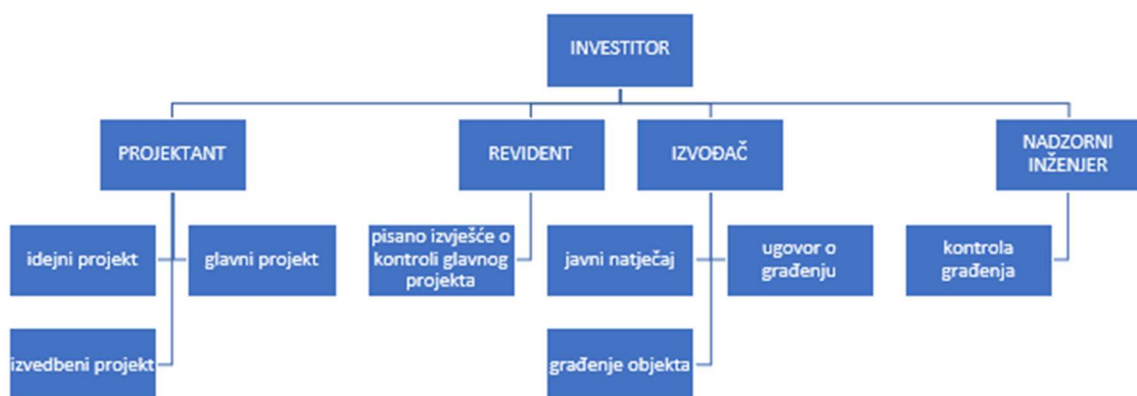 INVESTITOR
PROJEKTANT
REVIDENT
IZVOĐAČ
NADZORNI
INŽENJER
idejni projekt
glavni projekt
pisano izvješće o
kontroli glavnog
projekta
javni natječaj
ugovor o
građenju
kontrola
građenja
izvedbeni projekt
građenje objekta